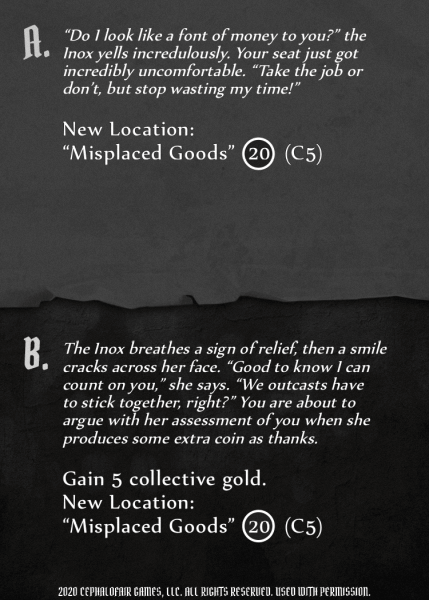 A. “Do I look like a font of money to you?” the
Inox yells incredulously. Your seat just got
incredibly uncomfortable. “Take the job or
don’t, but stop wasting my time!”
New Location:
“Misplaced Goods” 20 (C5)
B. The Inox breathes a sign of relief, then a smile
cracks across her face. “Good to know I can
count on you,” she says. “We outcasts have
to stick together, right?” You are about to
argue with her assessment of you when she
produces some extra coin as thanks.
Gain 5 collective gold.
New Location:
“Misplaced Goods” 20 (C5)
2020 CEPHALOFAIR GAMES, LLC. ALL RIGHTS RESERVED. USED WITH PERMISSION.